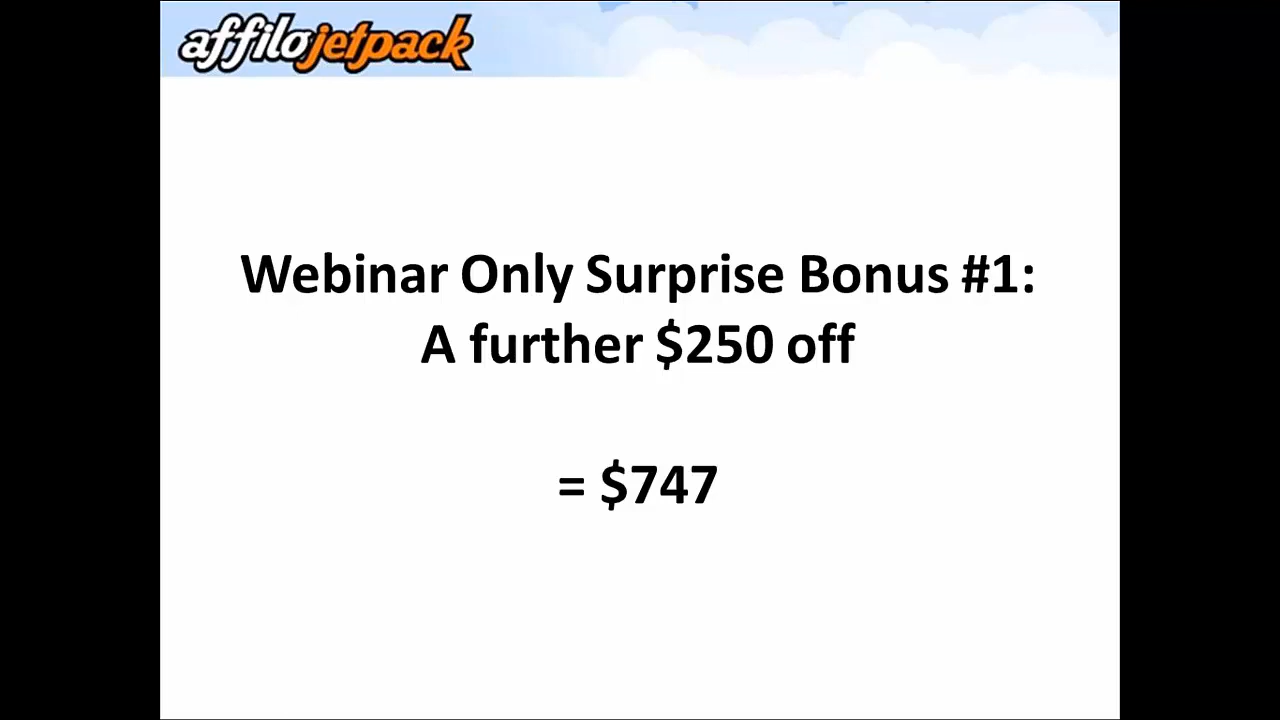 affilojetpack
Webinar Only Surprise Bonus #1:
A further $250 off
= $747